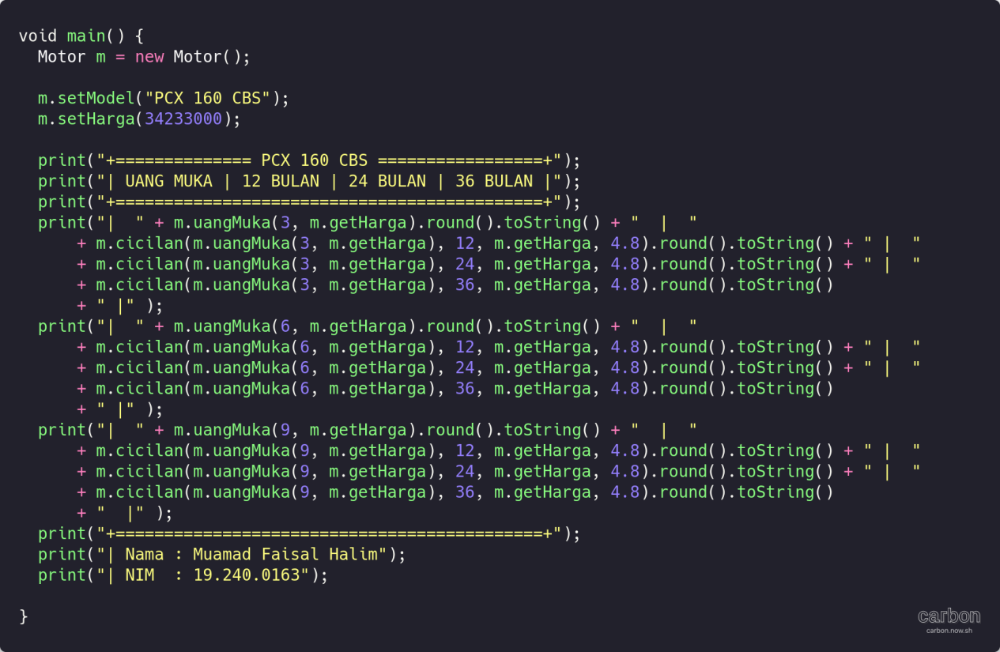 void main() {
  Motor m = new Motor();

  m.setModel("PCX 160 CBS");
  m.setHarga(34233000);

  print("+============== PCX 160 CBS =================+");
  print("| UANG MUKA | 12 BULAN | 24 BULAN | 36 BULAN |");
  print("+============================================+");
  print("|  " + m.uangMuka(3, m.getHarga).round().toString() + "  |  "
      + m.cicilan(m.uangMuka(3, m.getHarga), 12, m.getHarga, 4.8).round().toString() + " |  "
      + m.cicilan(m.uangMuka(3, m.getHarga), 24, m.getHarga, 4.8).round().toString() + " |  "
      + m.cicilan(m.uangMuka(3, m.getHarga), 36, m.getHarga, 4.8).round().toString()
      + " |" );
  print("|  " + m.uangMuka(6, m.getHarga).round().toString() + "  |  "
      + m.cicilan(m.uangMuka(6, m.getHarga), 12, m.getHarga, 4.8).round().toString() + " |  "
      + m.cicilan(m.uangMuka(6, m.getHarga), 24, m.getHarga, 4.8).round().toString() + " |  "
      + m.cicilan(m.uangMuka(6, m.getHarga), 36, m.getHarga, 4.8).round().toString()
      + " |" );
  print("|  " + m.uangMuka(9, m.getHarga).round().toString() + "  |  "
      + m.cicilan(m.uangMuka(9, m.getHarga), 12, m.getHarga, 4.8).round().toString() + " |  "
      + m.cicilan(m.uangMuka(9, m.getHarga), 24, m.getHarga, 4.8).round().toString() + " |  "
      + m.cicilan(m.uangMuka(9, m.getHarga), 36, m.getHarga, 4.8).round().toString()
      + "  |" );
  print("+============================================+");
  print("| Nama : Muamad Faisal Halim");
  print("| NIM  : 19.240.0163");

}
carbon
carbon.now.sh